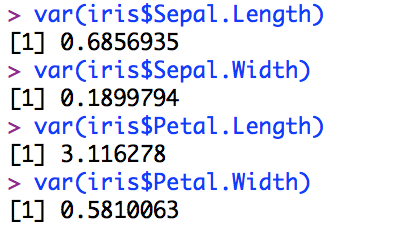 > var(iris$Sepal.Length)
[1] 0.6856935
> var(iris$Sepal.Width)
[1] 0.1899794
> var(iris$Petal.Length)
[1] 3.116278
> var(iris$Petal.Width)
[1] 0.5810063